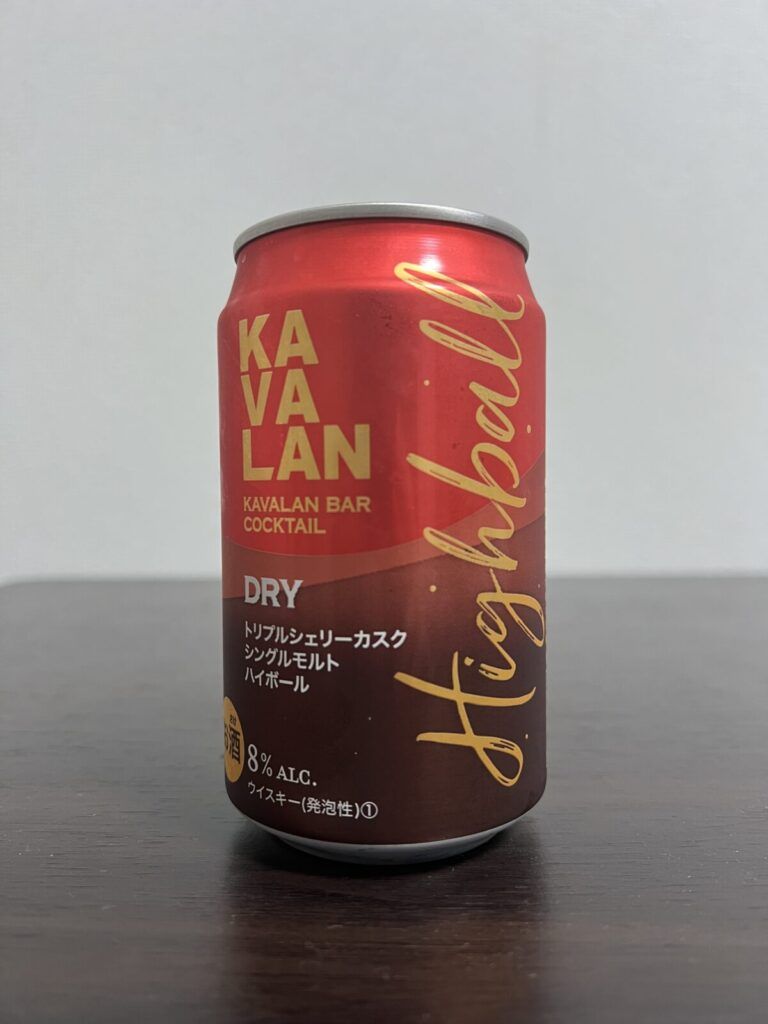 KA
VA
LAN
KAVALAN BAR
COCKTAIL
DRY
トリプルシェリーカスク
シングルモルト
ハイボール
8% ALC.
ウイスキー(発泡性)①
Highball
酒